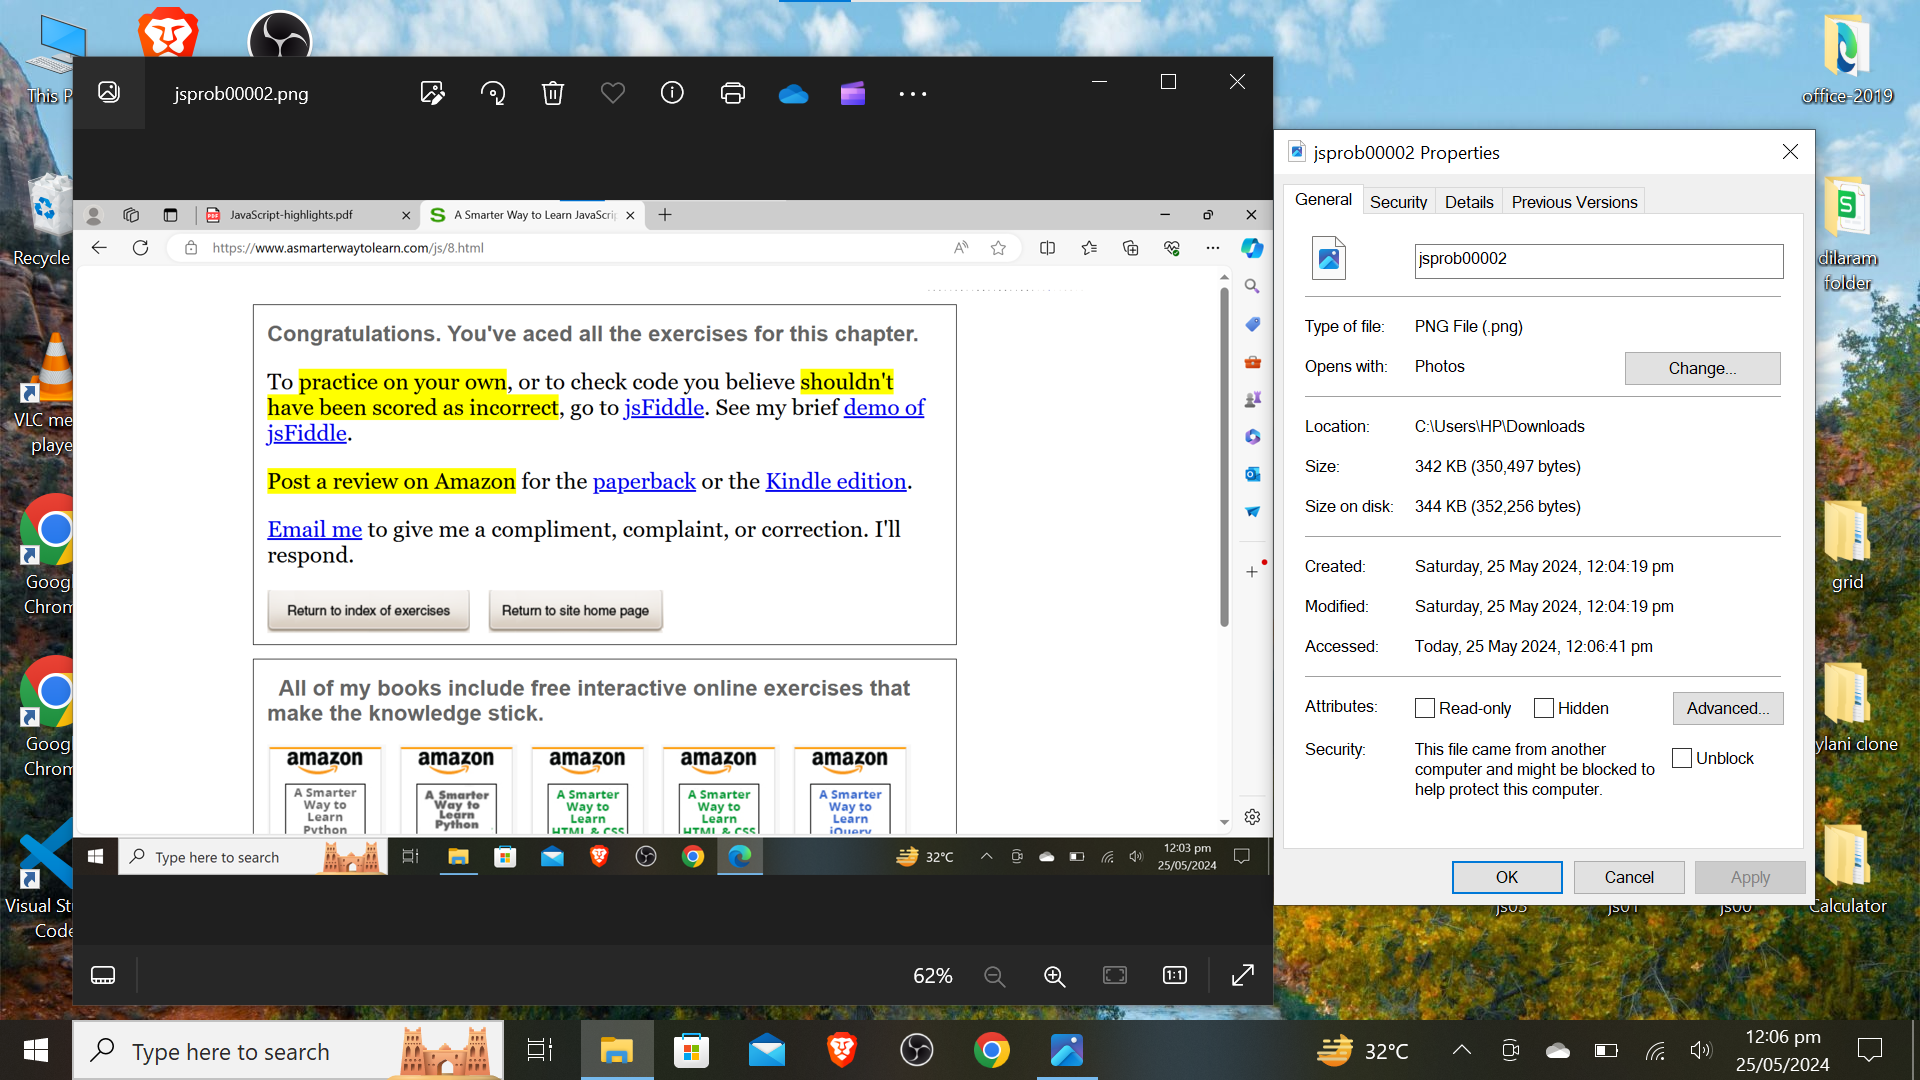 This P
office-2019
jsprob00002.png
JavaScript-highlights.pdf
A Smarter Way to Learn JavaScrip
https://www.asmarterwaytolearn.com/js/8.html
Congratulations. You've aced all the exercises for this chapter.
To practice on your own, or to check code you believe shouldn't
have been scored as incorrect, go to jsFiddle. See my brief demo of
jsFiddle.
Post a review on Amazon for the paperback or the Kindle edition.
Email me to give me a compliment, complaint, or correction. I'll
respond.
Return to index of exercises
Return to site home page
All of my books include free interactive online exercises that
make the knowledge stick.
amazon
A Smarter
Way to
Learn
Python
amazon
A Smarter
Way to
Learn
Python
amazon
A Smarter
Way to
Learn
HTML & CSS
amazon
A Smarter
Way to
Learn
HTML & CSS
amazon
A Smarter
Way to
Learn
jQuery
Type here to search
32°C
12:03 pm
25/05/2024
62%
1:1
jsprob00002 Properties
General
Security
Details
Previous Versions
jsprob00002
Type of file: PNG File (.png)
Opens with: Photos
Change...
Location: C:\Users\HP\Downloads
Size: 342 KB (350,497 bytes)
Size on disk: 344 KB (352,256 bytes)
Created: Saturday, 25 May 2024, 12:04:19 pm
Modified: Saturday, 25 May 2024, 12:04:19 pm
Accessed: Today, 25 May 2024, 12:06:41 pm
Attributes: Read-only Hidden
Advanced...
Security: This file came from another
computer and might be blocked to
help protect this computer.
Unblock
OK
Cancel
Apply
Recycle
VLC me
playe
Goog
Chrom
Goog
Chrom
Visual Stu
Code
dilaram
folder
grid
ylani clone
Calculator
js03
js01
js00
Type here to search
32°C
12:06 pm
25/05/2024